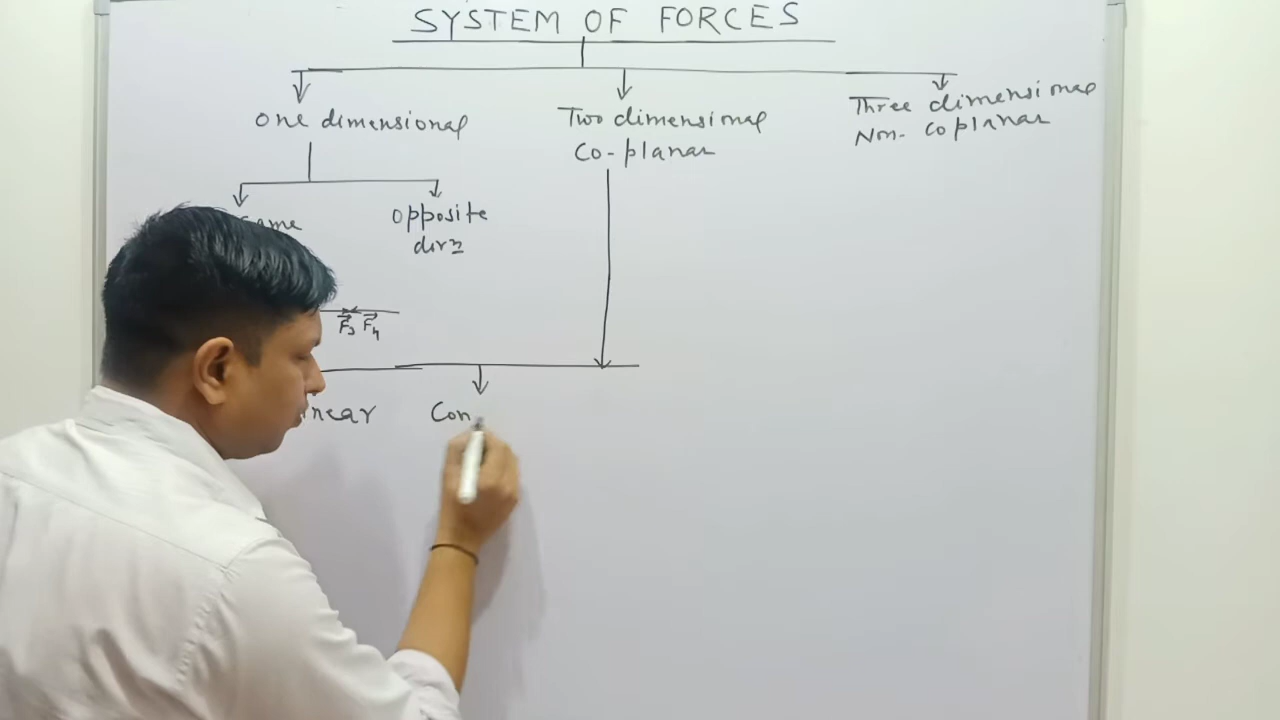 SYSTEM OF FORCES
One dimensional
Two dimensional
Co-planar
Three dimensional
Non-coplanar
opposite
dirn
F3 F4
Con